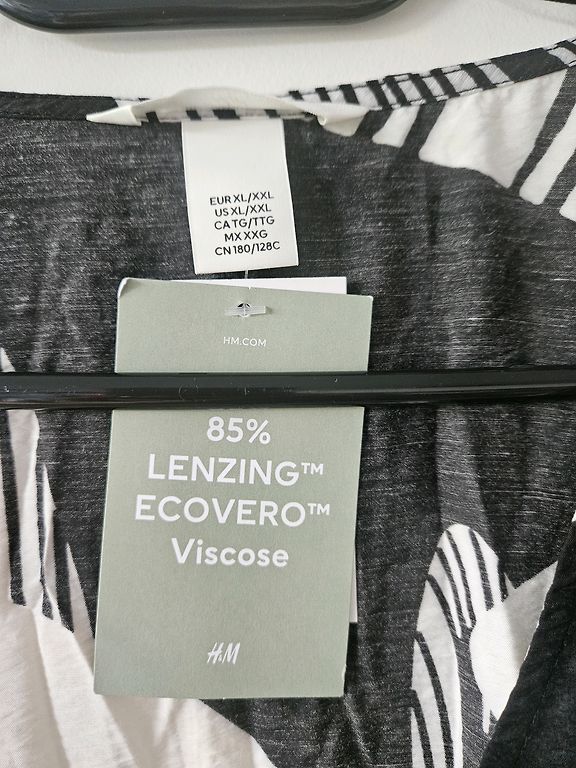 EUR XL/XXL
US XL/XXL
CA TG/TTG
MX XXG
CN 180/128C
HM.COM
85%
LENZING™
ECOVERO™
Viscose
H&M